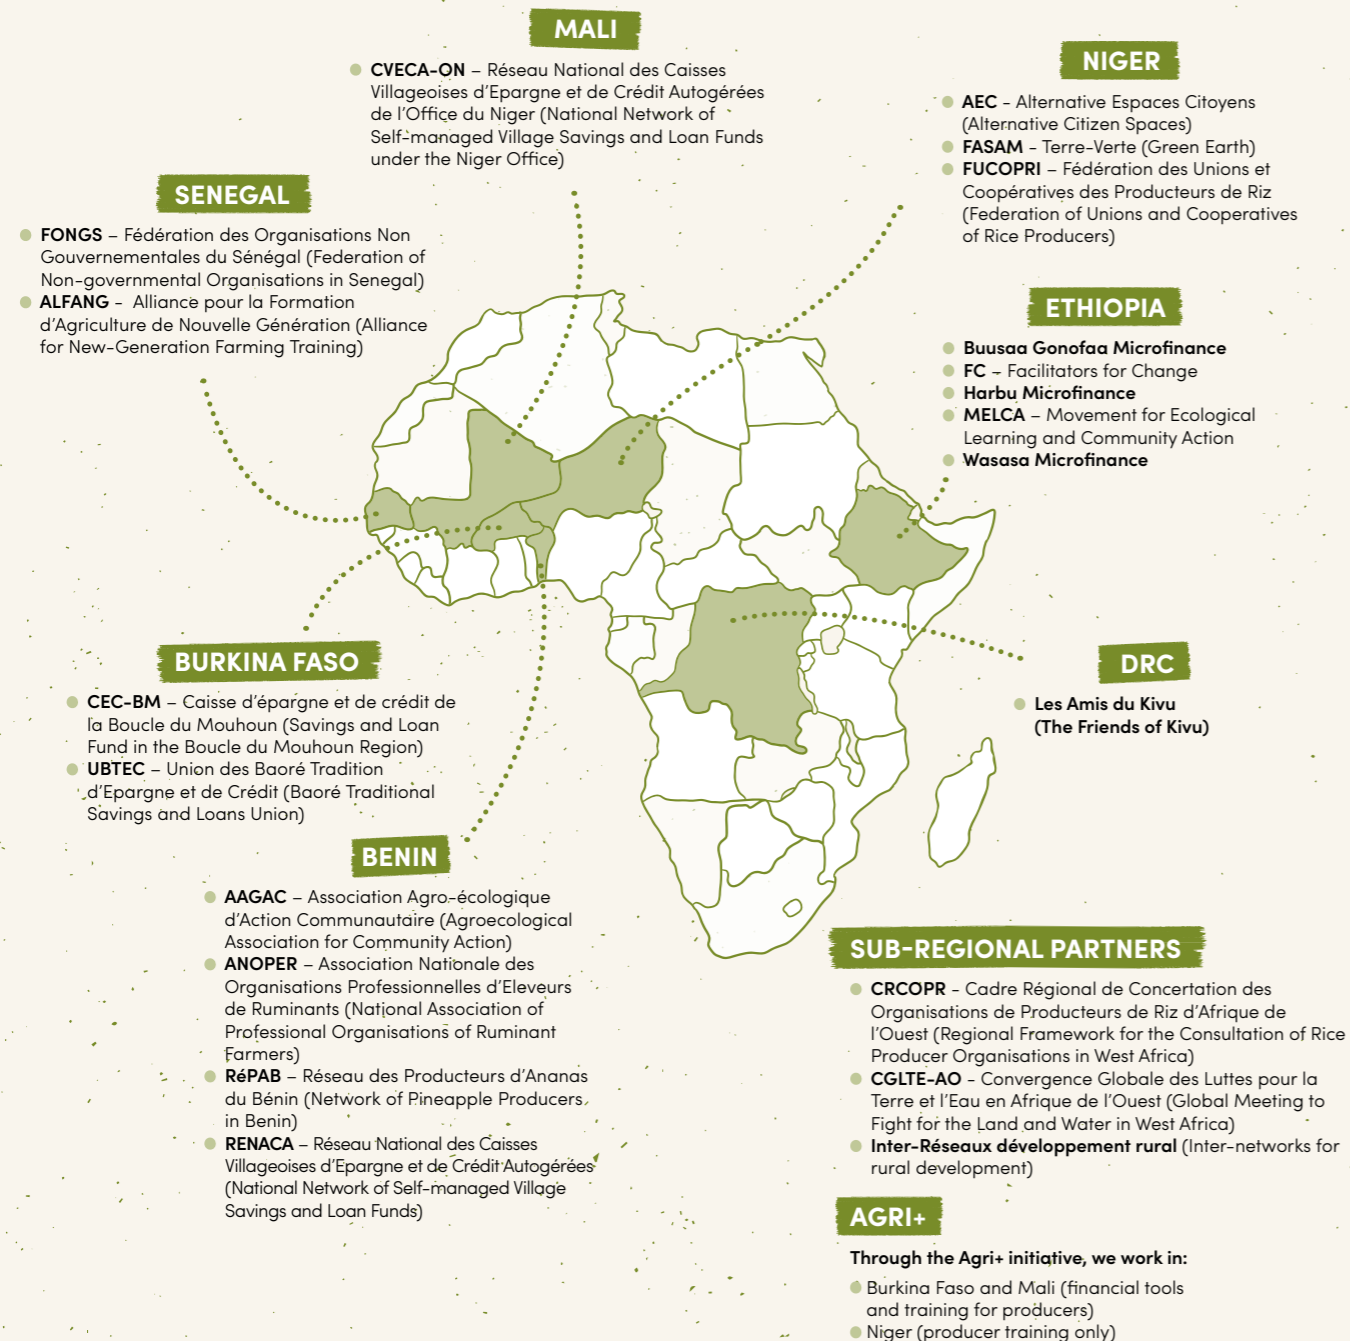 MALI
CVECA-ON – Réseau National des Caisses
Villageoises d'Epargne et de Crédit Autogérées
de l'Office du Niger (National Network of
Self-managed Village Savings and Loan Funds
under the Niger Office)
NIGER
AEC - Alternative Espaces Citoyens
(Alternative Citizen Spaces)
FASAM - Terre-Verte (Green Earth)
FUCOPRI – Fédération des Unions et
Coopératives des Producteurs de Riz
(Federation of Unions and Cooperatives
of Rice Producers)
SENEGAL
FONGS – Fédération des Organisations Non
Gouvernementales du Sénégal (Federation of
Non-governmental Organisations in Senegal)
ALFANG - Alliance pour la Formation
d'Agriculture de Nouvelle Génération (Alliance
for New-Generation Farming Training)
ETHIOPIA
Buusaa Gonofaa Microfinance
FC – Facilitators for Change
Harbu Microfinance
MELCA – Movement for Ecological
Learning and Community Action
Wasasa Microfinance
BURKINA FASO
CEC-BM – Caisse d'épargne et de crédit de
la Boucle du Mouhoun (Savings and Loan
Fund in the Boucle du Mouhoun Region)
UBTEC – Union des Baoré Tradition
d'Epargne et de Crédit (Baoré Traditional
Savings and Loans Union)
DRC
Les Amis du Kivu
(The Friends of Kivu)
BENIN
AAGAC – Association Agro-écologique
d'Action Communautaire (Agroecological
Association for Community Action)
ANOPER – Association Nationale des
Organisations Professionnelles d'Eleveurs
de Ruminants (National Association of
Professional Organisations of Ruminant
Farmers)
RéPAB – Réseau des Producteurs d'Ananas
du Bénin (Network of Pineapple Producers
in Benin)
RENACA – Réseau National des Caisses
Villageoises d'Epargne et de Crédit Autogérées
(National Network of Self-managed Village
Savings and Loan Funds)
SUB-REGIONAL PARTNERS
CRCOPR - Cadre Régional de Concertation des
Organisations de Producteurs de Riz d'Afrique de
l'Ouest (Regional Framework for the Consultation of Rice
Producer Organisations in West Africa)
CGLTE-AO - Convergence Globale des Luttes pour la
Terre et l'Eau en Afrique de l'Ouest (Global Meeting to
Fight for the Land and Water in West Africa)
Inter-Réseaux développement rural (Inter-networks for
rural development)
AGRI+
Through the Agri+ initiative, we work in:
Burkina Faso and Mali (financial tools
and training for producers)
Niger (producer training only)